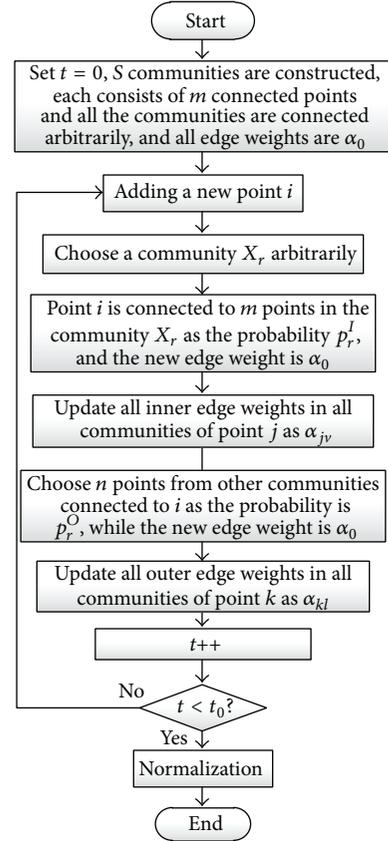 Start
Set t = 0, S communities are constructed,
each consists of m connected points
and all the communities are connected
arbitrarily, and all edge weights are α₀
Adding a new point i
Choose a community Xᵣ arbitrarily
Point i is connected to m points in the
community Xᵣ as the probability pᵣᴵ,
and the new edge weight is α₀
Update all inner edge weights in all
communities of point j as αⱼᵥ
Choose n points from other communities
connected to i as the probability is
pᵣᴼ, while the new edge weight is α₀
Update all outer edge weights in all
communities of point k as αₖₗ
t++
No
t < t₀?
Yes
Normalization
End